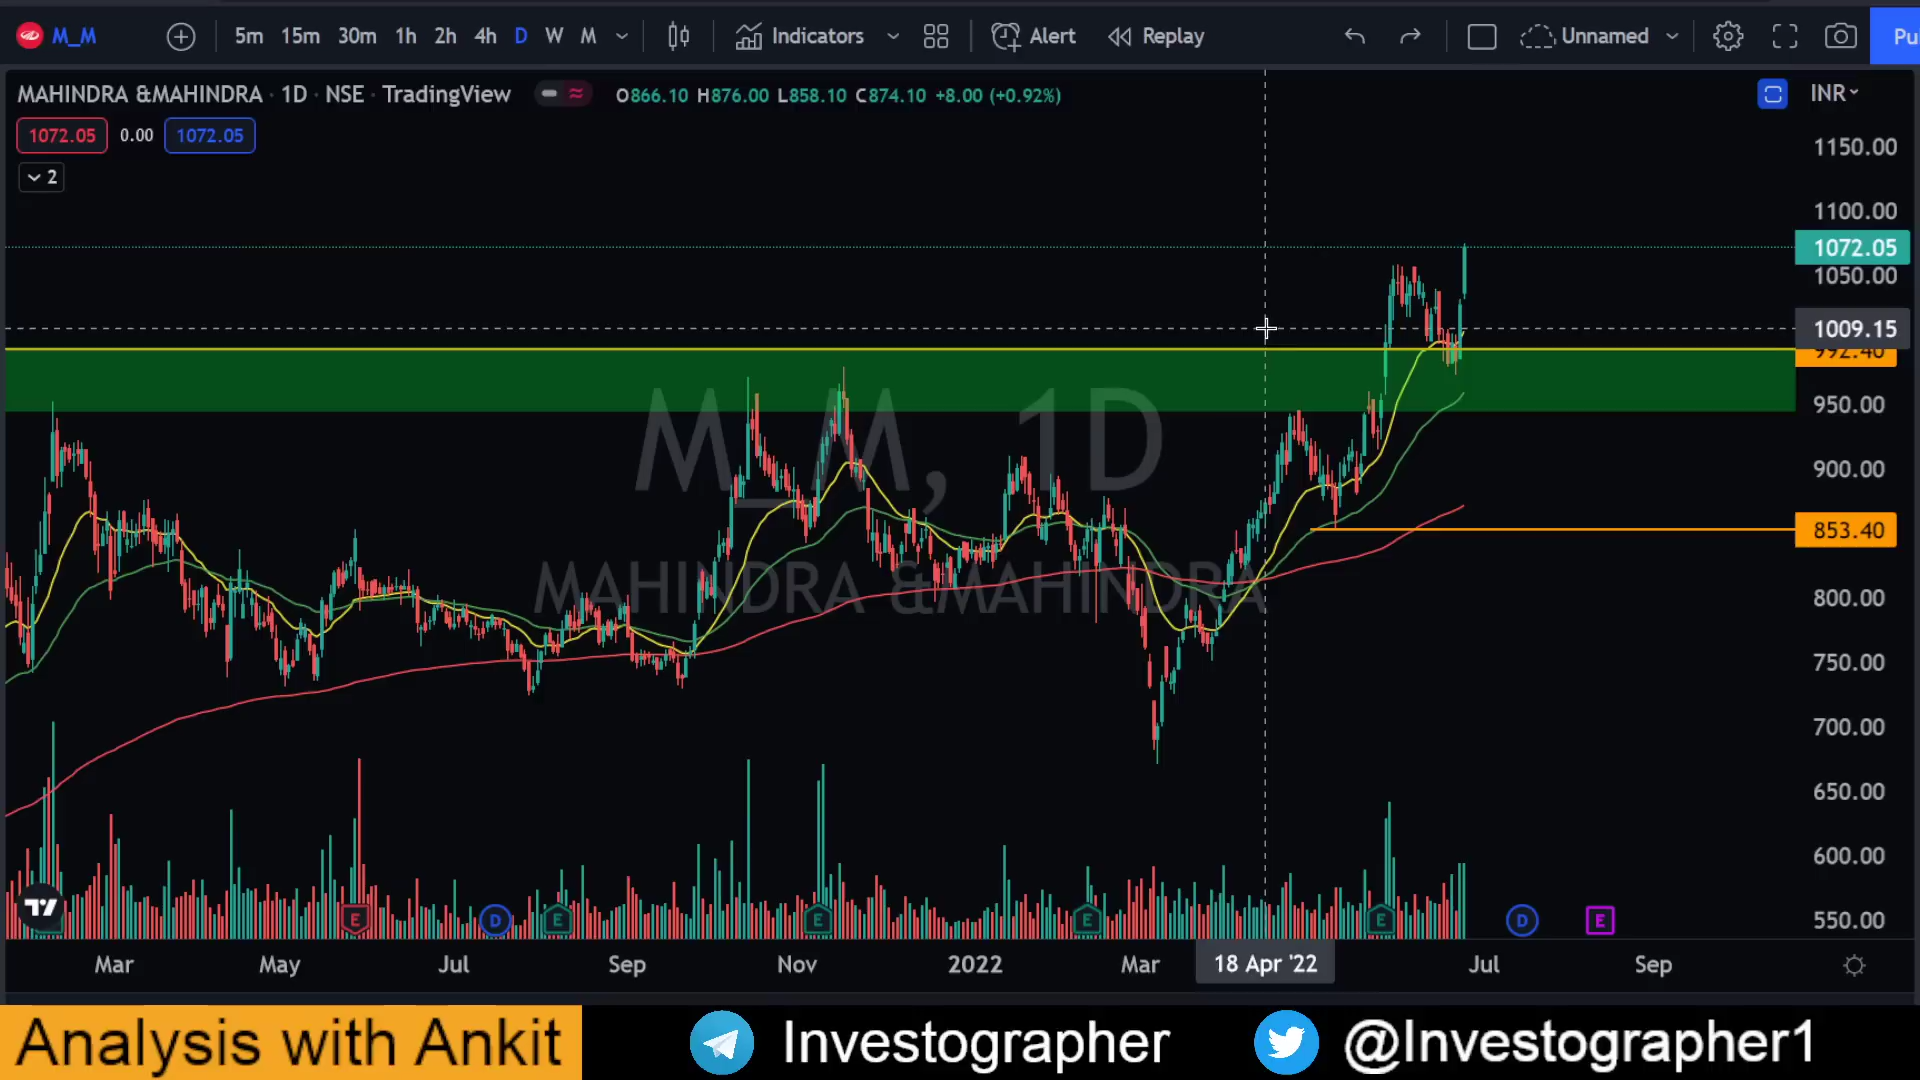 M_M 5m 15m 30m 1h 2h 4h D W M Indicators Alert Replay Unnamed Pu
MAHINDRA &MAHINDRA · 1D · NSE · TradingView O866.10 H876.00 L858.10 C874.10 +8.00 (+0.92%) INR
1072.05 0.00 1072.05
2
1150.00
1100.00
1072.05
1050.00
1009.15
992.40
950.00
M_M, 1D
900.00
853.40
MAHINDRA &MAHINDRA
800.00
750.00
700.00
650.00
600.00
E D E E E E D E
550.00
Mar May Jul Sep Nov 2022 Mar 18 Apr '22 Jul Sep
Analysis with Ankit Investographer @Investographer1